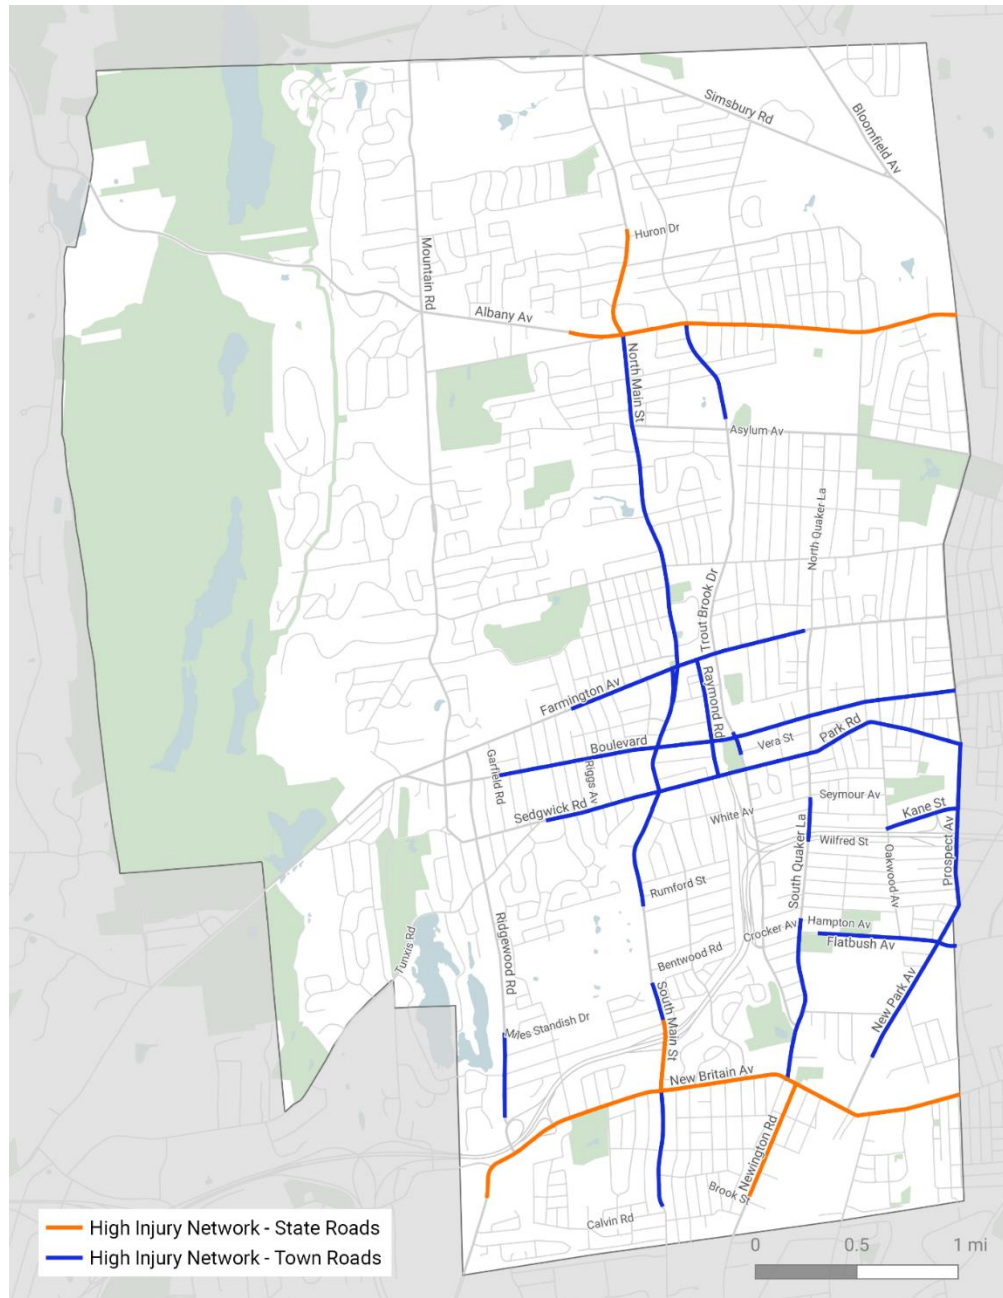 Simsbury Rd
Bloomfield Av
Huron Dr
Mountain Rd
Albany Av
North Main St
Asylum Av
North Quaker La
Trout Brook Dr
Farmington Av
Raymond Rd
Boulevard
Vera St
Park Rd
Garfield Rd
Riggs Av
Sedgwick Rd
Seymour Av
White Av
Kane St
South Quaker La
Wilfred St
Oakwood Av
Prospect Av
Rumford St
Ridgewood Rd
Hampton Av
Crocker Av
Flatbush Av
Tunxis Rd
Bentwood Rd
South Main St
New Park Av
Miles Standish Dr
New Britain Av
Newington Rd
Brook St
Calvin Rd
High Injury Network - State Roads
High Injury Network - Town Roads
0 0.5 1 mi